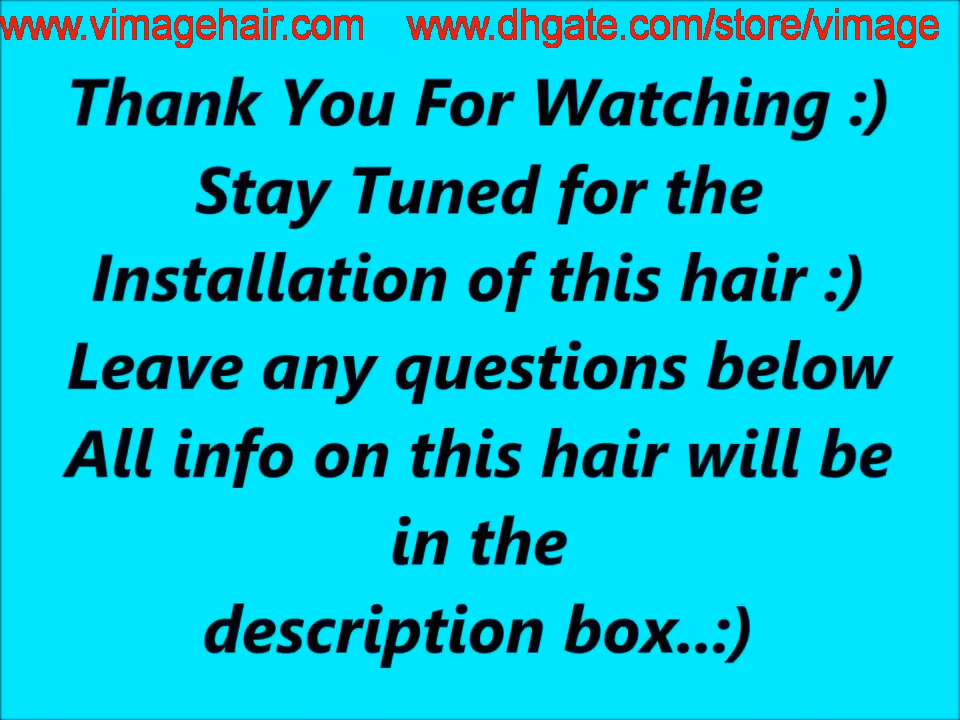 www.vimagehair.com www.dhgate.com/store/vimage
Thank You For Watching :)
Stay Tuned for the
Installation of this hair :)
Leave any questions below
All info on this hair will be
in the
description box..:)